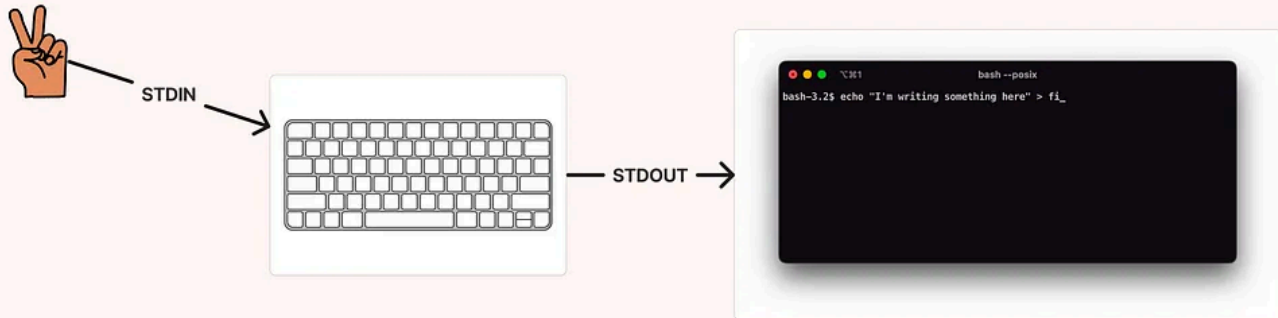 STDIN
STDOUT
⌥⌘1
bash --posix
bash-3.2$ echo "I'm writing something here" > fi_